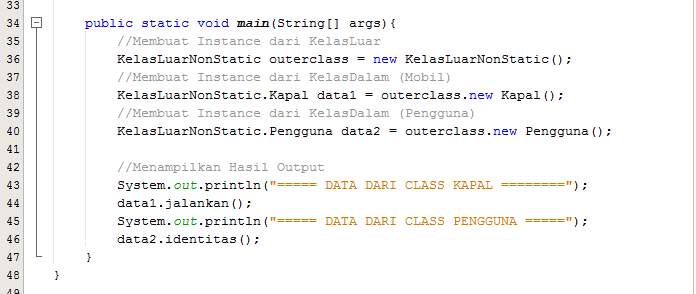 33
34 public static void main(String[] args){
35 //Membuat Instance dari KelasLuar
36 KelasLuarNonStatic outerclass = new KelasLuarNonStatic();
37 //Membuat Instance dari KelasDalam (Mobil)
38 KelasLuarNonStatic.Kapal data1 = outerclass.new Kapal();
39 //Membuat Instance dari KelasDalam (Pengguna)
40 KelasLuarNonStatic.Pengguna data2 = outerclass.new Pengguna();
41
42 //Menampilkan Hasil Output
43 System.out.println("===== DATA DARI CLASS KAPAL ========");
44 data1.jalankan();
45 System.out.println("===== DATA DARI CLASS PENGGUNA =====");
46 data2.identitas();
47 }
48 }
49